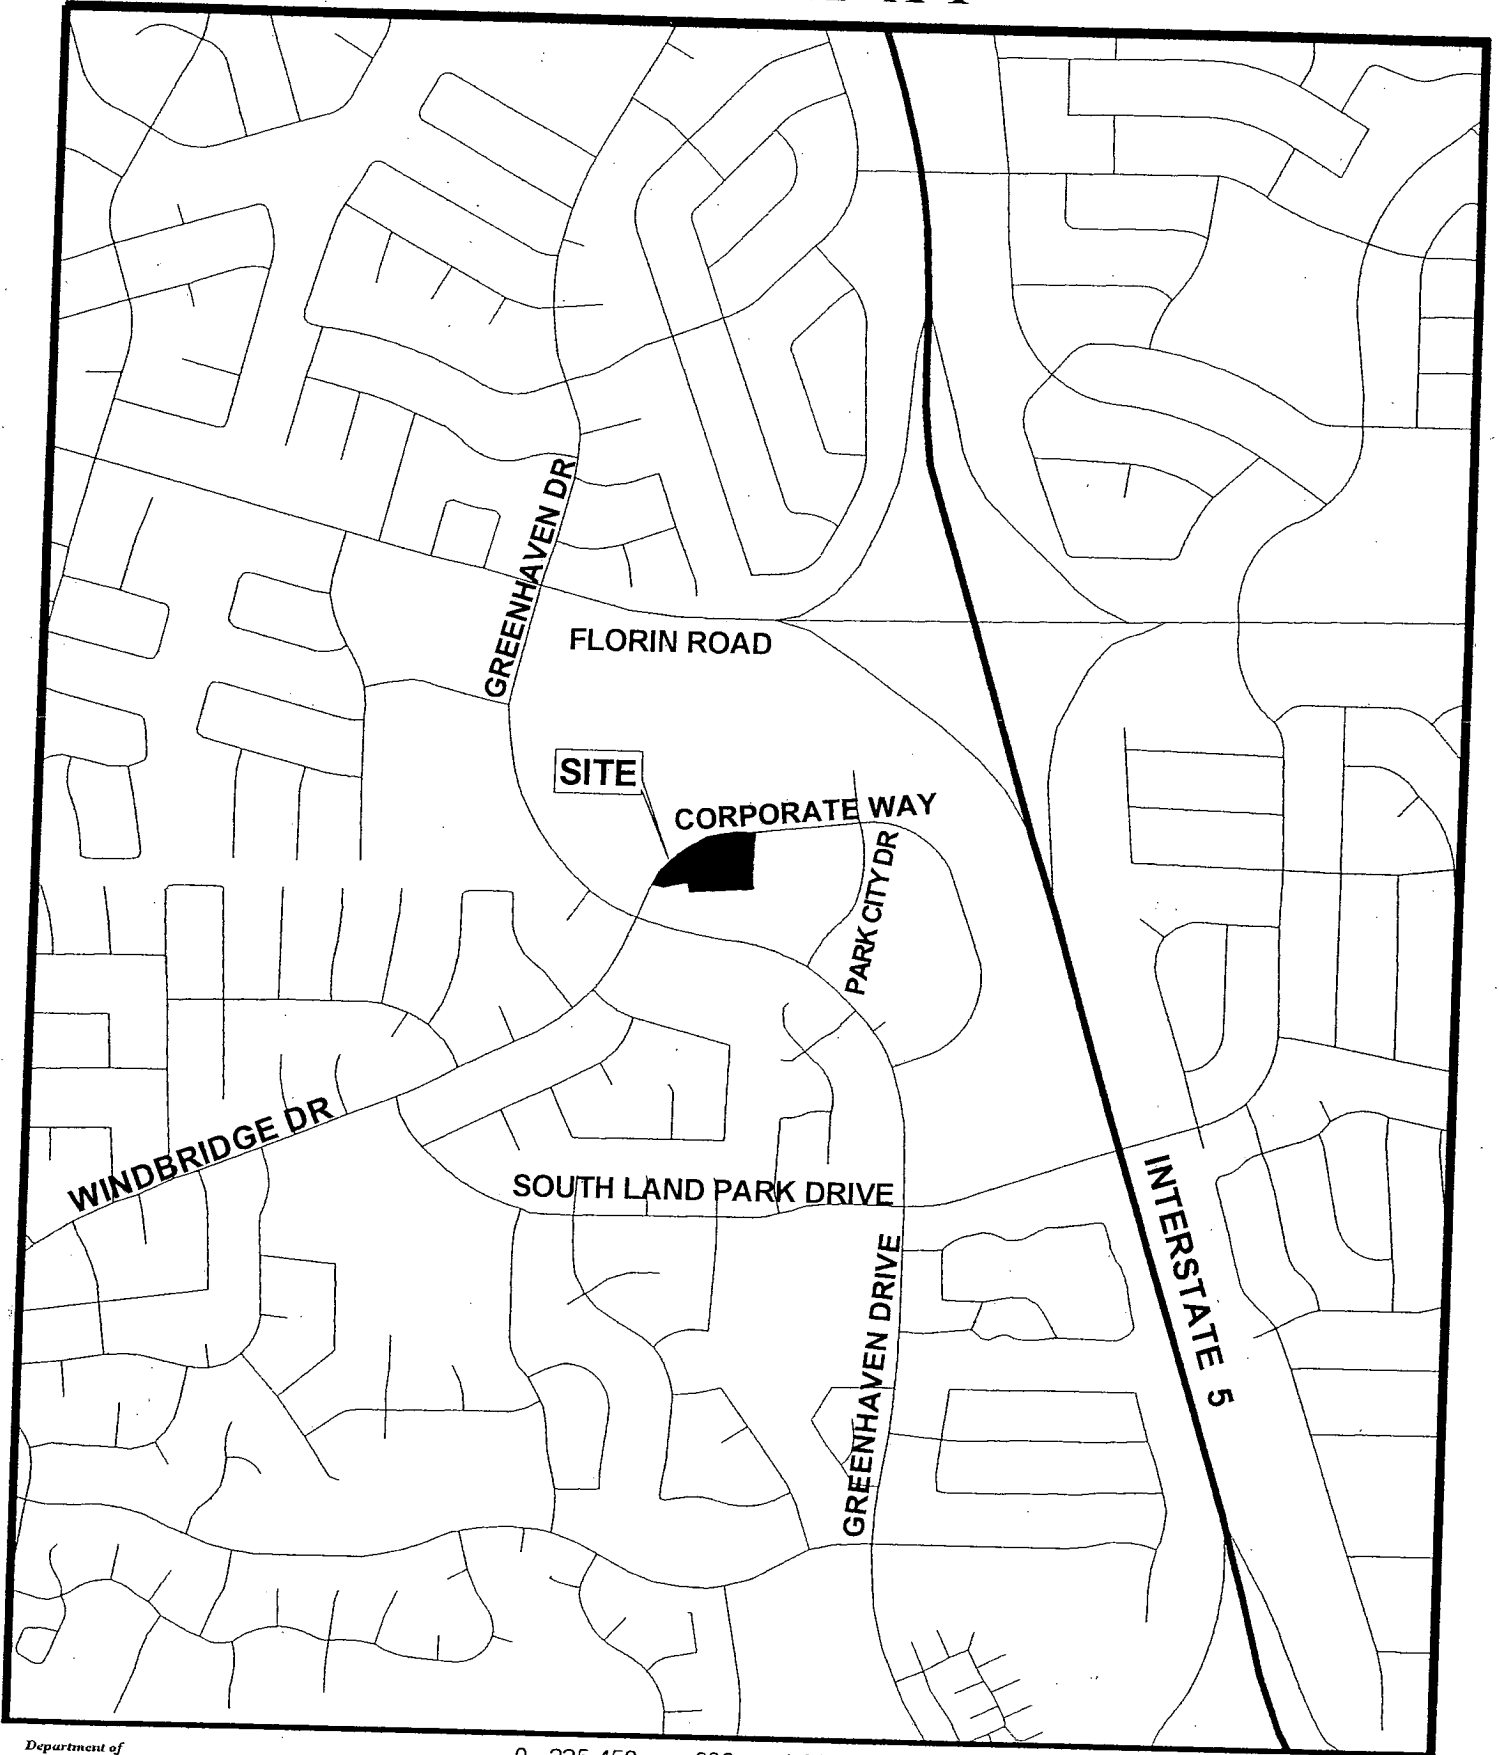 GREENHAVEN DR
FLORIN ROAD
SITE
CORPORATE WAY
PARK CITY DR
WINDBRIDGE DR
SOUTH LAND PARK DRIVE
INTERSTATE 5
GREENHAVEN DRIVE
Department of